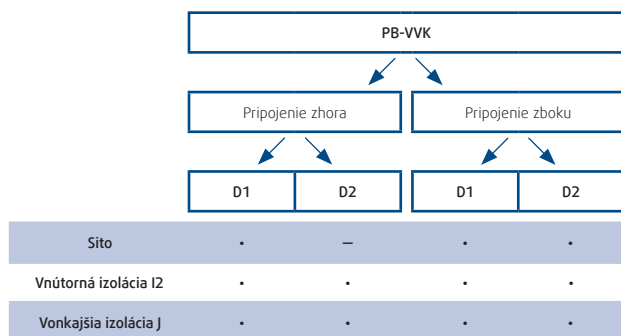 PB-VVK
Pripojenie zhora Pripojenie zboku
D1 D2 D1 D2
Sito • – • •
Vnútorná izolácia I2 • • • •
Vonkajšia izolácia J • • • •